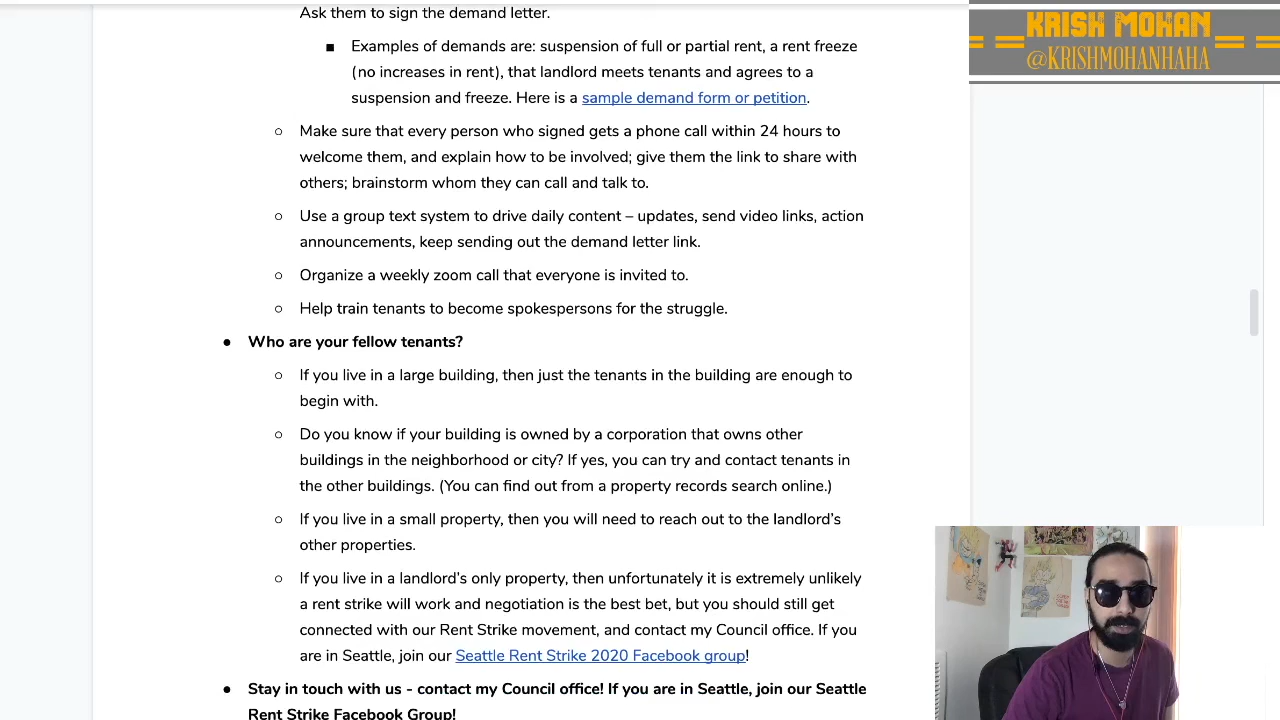 Ask them to sign the demand letter.
KRISH MOHAN
@KRISHMOHANHAHA
■ Examples of demands are: suspension of full or partial rent, a rent freeze
(no increases in rent), that landlord meets tenants and agrees to a
suspension and freeze. Here is a sample demand form or petition.
○ Make sure that every person who signed gets a phone call within 24 hours to
welcome them, and explain how to be involved; give them the link to share with
others; brainstorm whom they can call and talk to.
○ Use a group text system to drive daily content – updates, send video links, action
announcements, keep sending out the demand letter link.
○ Organize a weekly zoom call that everyone is invited to.
○ Help train tenants to become spokespersons for the struggle.
● Who are your fellow tenants?
○ If you live in a large building, then just the tenants in the building are enough to
begin with.
○ Do you know if your building is owned by a corporation that owns other
buildings in the neighborhood or city? If yes, you can try and contact tenants in
the other buildings. (You can find out from a property records search online.)
○ If you live in a small property, then you will need to reach out to the landlord's
other properties.
○ If you live in a landlord's only property, then unfortunately it is extremely unlikely
a rent strike will work and negotiation is the best bet, but you should still get
connected with our Rent Strike movement, and contact my Council office. If you
are in Seattle, join our Seattle Rent Strike 2020 Facebook group!
● Stay in touch with us - contact my Council office! If you are in Seattle, join our Seattle
Rent Strike Facebook Group!